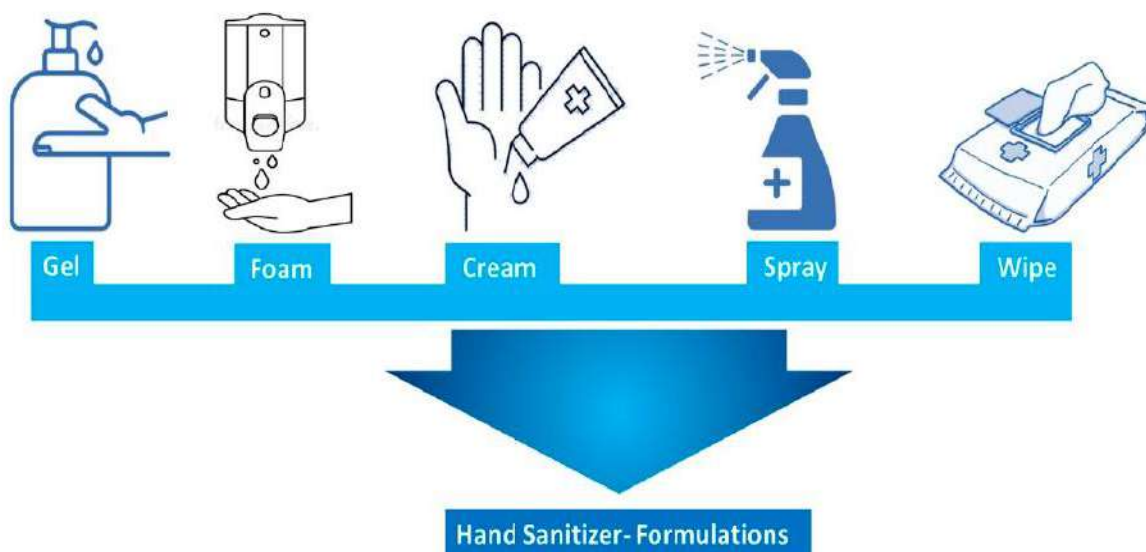 Gel
Foam
Cream
Spray
Wipe
Hand Sanitizer- Formulations